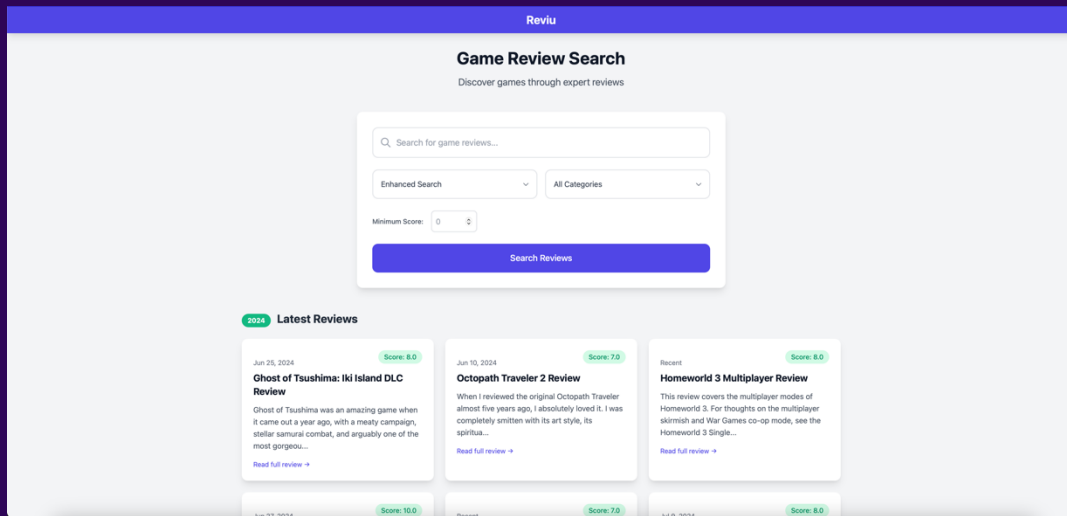 Reviu
Game Review Search
Discover games through expert reviews
Search for game reviews...
Enhanced Search
All Categories
Minimum Score:
0
Search Reviews
2024
Latest Reviews
Score: 8.0
Jun 25, 2024
Ghost of Tsushima: Iki Island DLC
Review
Ghost of Tsushima was an amazing game when
it came out a year ago, with a meaty campaign,
stellar samurai combat, and arguably one of the
most gorgeou...
Read full review →
Score: 7.0
Jun 10, 2024
Octopath Traveler 2 Review
When I reviewed the original Octopath Traveler
almost five years ago, I absolutely loved it. I was
completely smitten with its art style, its
spiritua...
Read full review →
Score: 8.0
Recent
Homeworld 3 Multiplayer Review
This review covers the multiplayer modes of
Homeworld 3. For thoughts on the multiplayer
skirmish and War Games co-op mode, see the
Homeworld 3 Single...
Read full review →
Score: 10.0
Score: 7.0
Score: 8.0